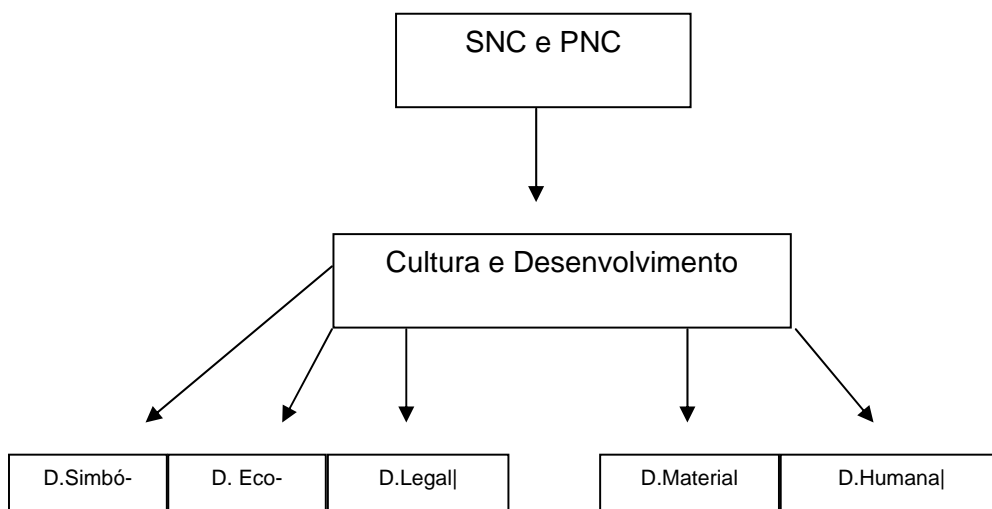 SNC e PNC
Cultura e Desenvolvimento
D.Simbó-
D. Eco-
D.Legal|
D.Material
D.Humana|